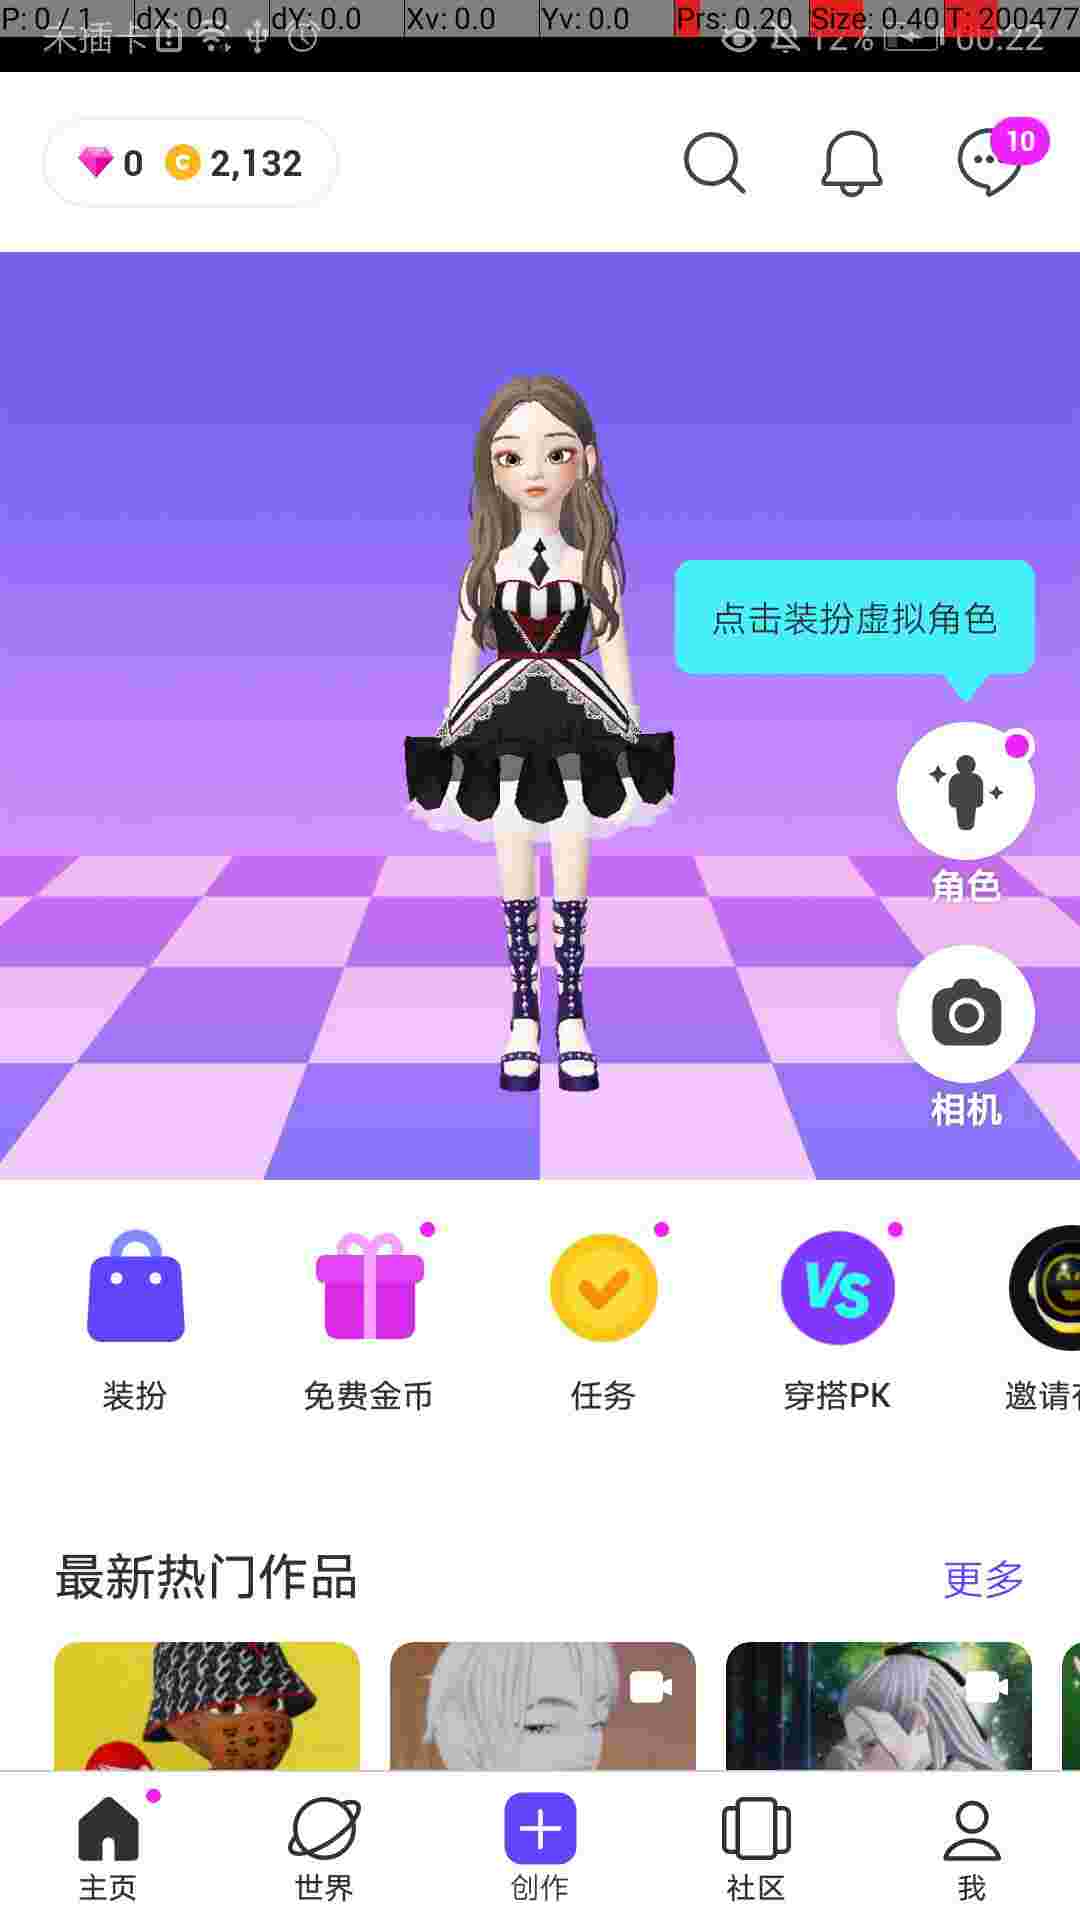 P: 0 / 1 dX: 0.0 dY: 0.0 Xv: 0.0 Yv: 0.0 Prs: 0.20 Size: 0.40 T: 200477
未插卡 12% 00:22
0 2,132 10
点击装扮虚拟角色
角色
相机
装扮 免费金币 任务 穿搭PK 邀请
最新热门作品 更多
主页 世界 创作 社区 我